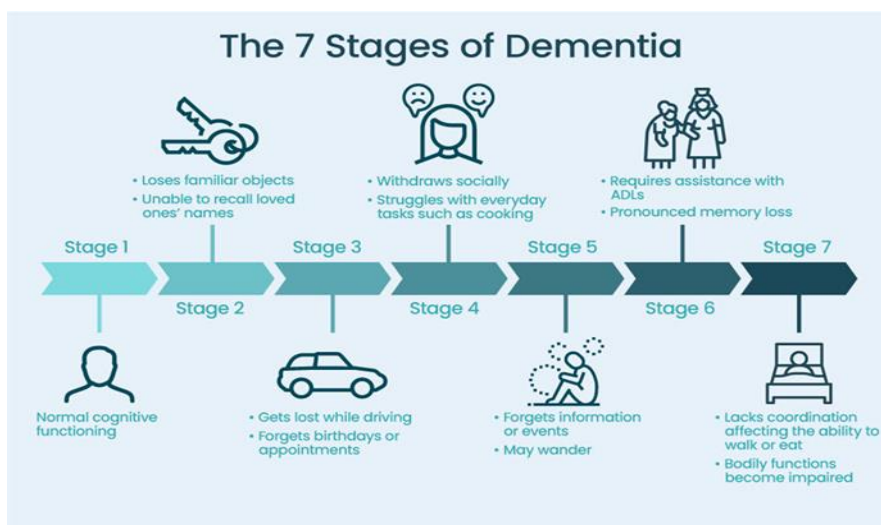 The 7 Stages of Dementia
• Loses familiar objects
• Unable to recall loved
ones’ names
• Withdraws socially
• Struggles with everyday
tasks such as cooking
• Requires assistance with
ADLs
• Pronounced memory loss
Stage 1
Stage 3
Stage 5
Stage 7
Stage 2
Stage 4
Stage 6
Normal cognitive
functioning
• Gets lost while driving
• Forgets birthdays or
appointments
• Forgets information
or events
• May wander
• Lacks coordination
affecting the ability to
walk or eat
• Bodily functions
become impaired